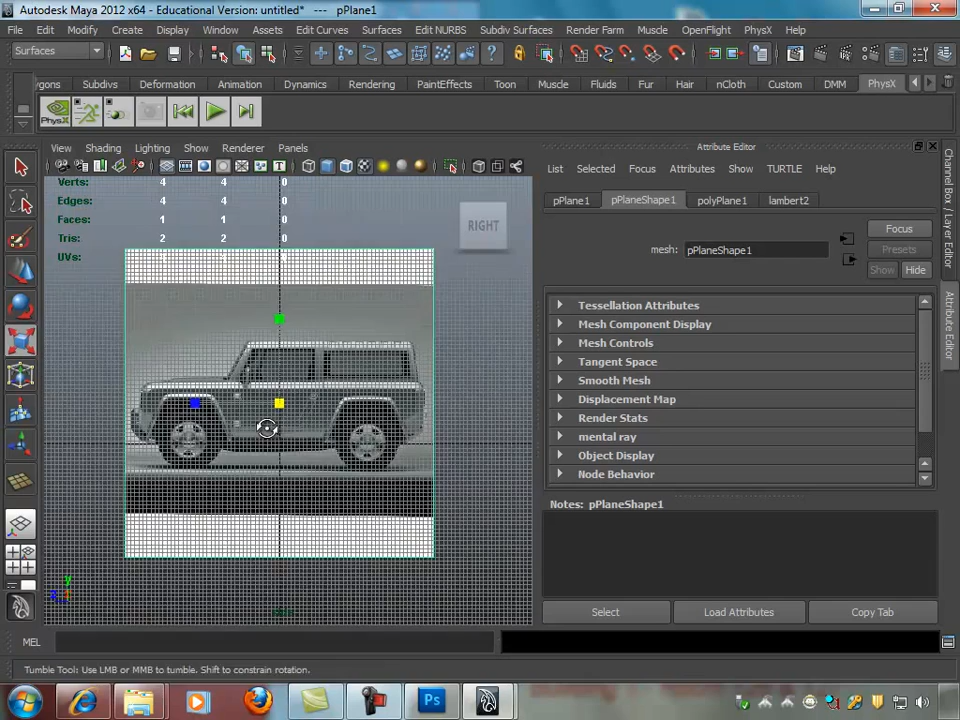 Autodesk Maya 2012 x64 - Educational Version: untitled* --- pPlane1
File Edit Modify Create Display Window Assets Edit Curves Surfaces Edit NURBS Subdiv Surfaces Render Farm Muscle OpenFlight PhysX Help
Surfaces
ygons Subdivs Deformation Animation Dynamics Rendering PaintEffects Toon Muscle Fluids Fur Hair nCloth Custom DMM PhysX
PhysX
View Shading Lighting Show Renderer Panels
Attribute Editor
List Selected Focus Attributes Show TURTLE Help
Verts: 4 4 0
Edges: 4 4 0
Faces: 1 1 0
Tris: 2 2 0
UVs:
RIGHT
pPlane1 pPlaneShape1 polyPlane1 lambert2
mesh: pPlaneShape1
Focus
Presets
Show Hide
Tessellation Attributes
Mesh Component Display
Mesh Controls
Tangent Space
Smooth Mesh
Displacement Map
Render Stats
mental ray
Object Display
Node Behavior
Notes: pPlaneShape1
Select Load Attributes Copy Tab
Channel Box / Layer Editor
Attribute Editor
y
MEL
Tumble Tool: Use LMB or MMB to tumble. Shift to constrain rotation.
Ps